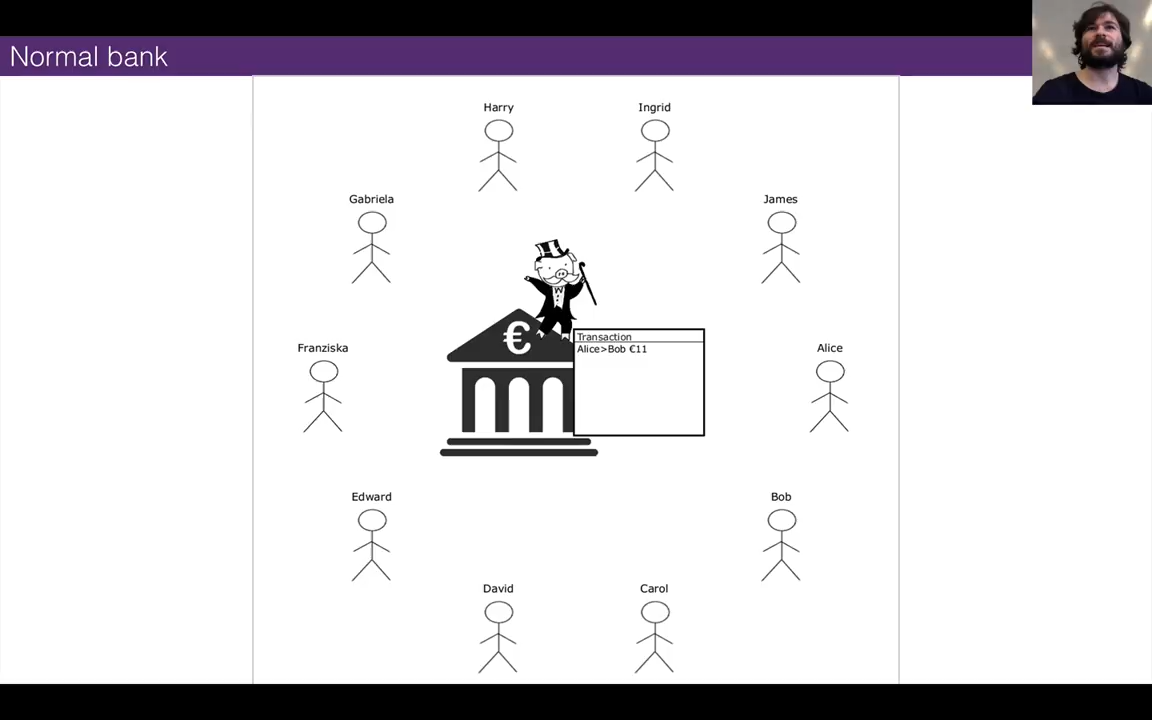 Normal bank
Harry
Ingrid
Gabriela
James
€
Transaction
Alice>Bob €11
Franziska
Alice
Edward
Bob
David
Carol